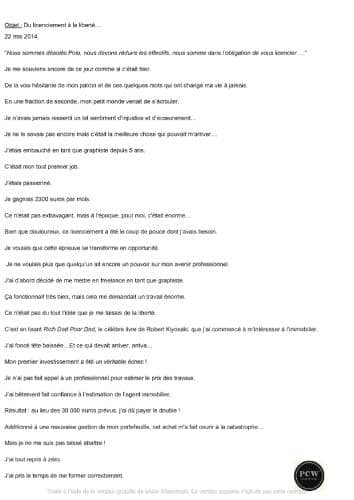 Objet : Du licenciement à la liberté…
22 mai 2014.
"Nous sommes désolés Polo, nous devons réduire les effectifs, nous somme dans l'obligation de vous licencier …"
Je me souviens encore de ce jour comme si c'était hier.
De la voix hésitante de mon patron et de ces quelques mots qui ont changé ma vie à jamais.
En une fraction de seconde, mon petit monde venait de s'écrouler.
Je n'avais jamais ressenti un tel sentiment d'injustice et d'écœurement…
Je ne le savais pas encore mais c'était la meilleure chose qui pouvait m'arriver…
J'étais embauché en tant que graphiste depuis 5 ans.
C'était mon tout premier job.
J'étais passionné.
Je gagnais 2300 euros par mois.
Ce n'était pas extravagant, mais à l'époque, pour moi, c'était énorme…
Bien que douloureux, ce licenciement a été le coup de pouce dont j'avais besoin.
Je voulais que cette épreuve se transforme en opportunité.
Je ne voulais plus que quelqu'un ait encore un pouvoir sur mon avenir professionnel.
J'ai d'abord décidé de me mettre en freelance en tant que graphiste.
Ça fonctionnait très bien, mais cela me demandait un travail énorme.
Ce n'était pas du tout l'idée que je me faisais de la liberté.
C'est en lisant Rich Dad Poor Dad, le célèbre livre de Robert Kiyosaki, que j'ai commencé à m'intéresser à l'immobilier.
J'ai foncé tête baissée…Et ce qui devait arriver, arriva…
Mon premier investissement a été un véritable échec !
Je n'ai pas fait appel à un professionnel pour estimer le prix des travaux.
J'ai bêtement fait confiance à l'estimation de l'agent immobilier.
Résultat : au lieu des 30 000 euros prévus, j'ai dû payer le double !
Additionné à une mauvaise gestion de mon portefeuille, cet achat m'a fait courir à la catastrophe…
Mais je ne me suis pas laissé abattre !
J'ai tout repris à zéro.
J'ai pris le temps de me former correctement.
PCW